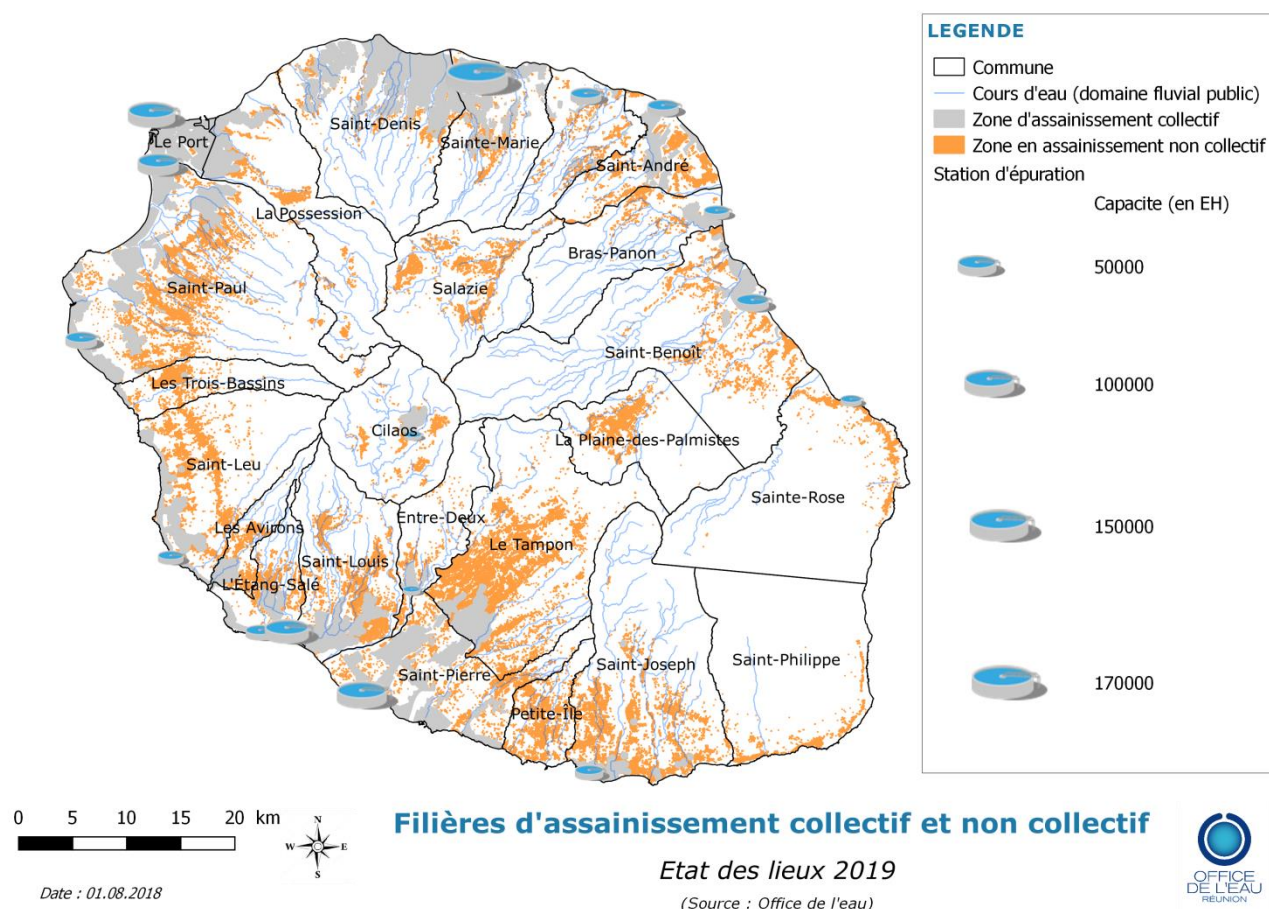 LEGENDE
Commune
Cours d'eau (domaine fluvial public)
Zone d'assainissement collectif
Zone en assainissement non collectif
Station d'épuration
Capacite (en EH)
50000
100000
150000
170000
Le Port
Saint-Denis
Sainte-Marie
Saint-André
La Possession
Bras-Panon
Saint-Paul
Salazie
Saint-Benoît
Les Trois-Bassins
Cilaos
La Plaine-des-Palmistes
Saint-Leu
Sainte-Rose
Les Avirons
Entre-Deux
Le Tampon
Saint-Louis
L'Étang-Salé
Saint-Pierre
Saint-Joseph
Saint-Philippe
Petite-Île
0 5 10 15 20 km
N
W E
S
Date : 01.08.2018
Filières d'assainissement collectif et non collectif
Etat des lieux 2019
(Source : Office de l'eau)
OFFICE
DE L'EAU
RÉUNION